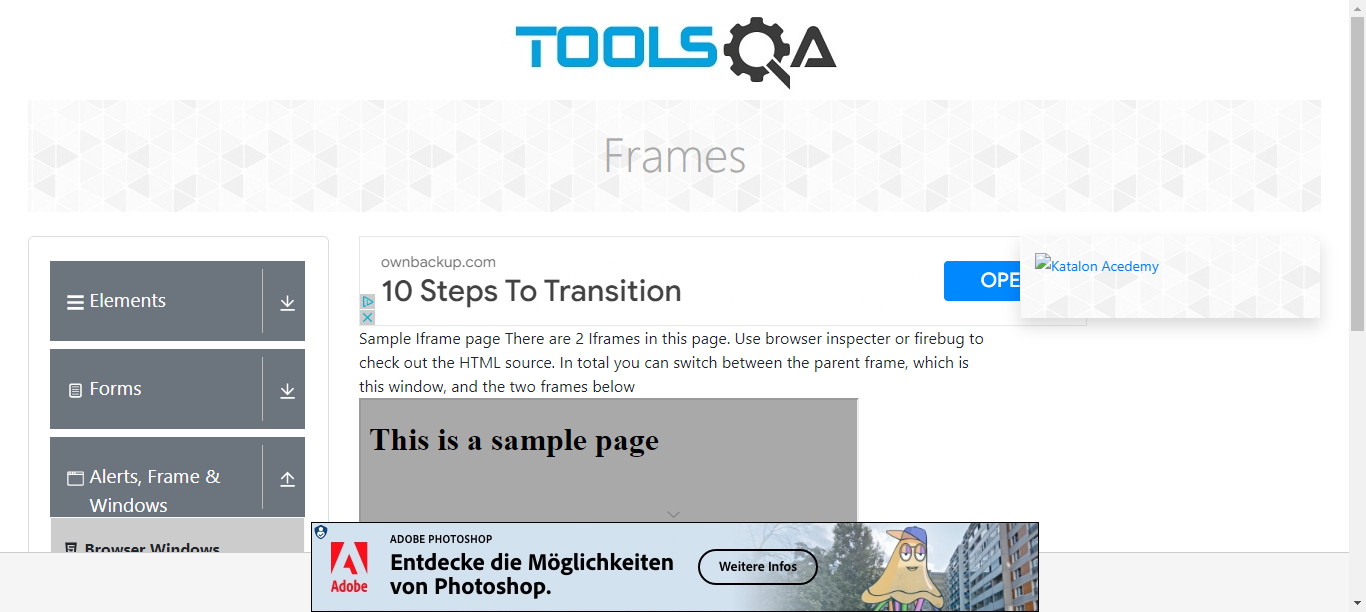 TOOLSQA
Frames
Elements
Forms
Alerts, Frame &
Windows
Browser Windows
ownbackup.com
10 Steps To Transition
OPE
Katalon Acedemy
Sample Iframe page There are 2 Iframes in this page. Use browser inspecter or firebug to
check out the HTML source. In total you can switch between the parent frame, which is
this window, and the two frames below
This is a sample page
Adobe
ADOBE PHOTOSHOP
Entdecke die Möglichkeiten
von Photoshop.
Weitere Infos